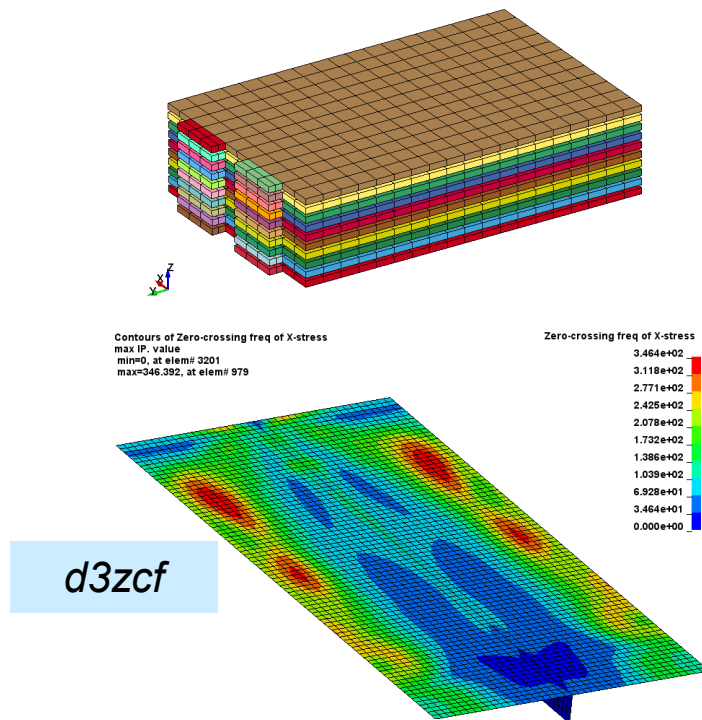 Z
X
Y
Contours of Zero-crossing freq of X-stress
max IP. value
min=0, at elem# 3201
max=346.392, at elem# 979
Zero-crossing freq of X-stress
3.464e+02
3.118e+02
2.771e+02
2.425e+02
2.078e+02
1.732e+02
1.386e+02
1.039e+02
6.928e+01
3.464e+01
0.000e+00
d3zcf